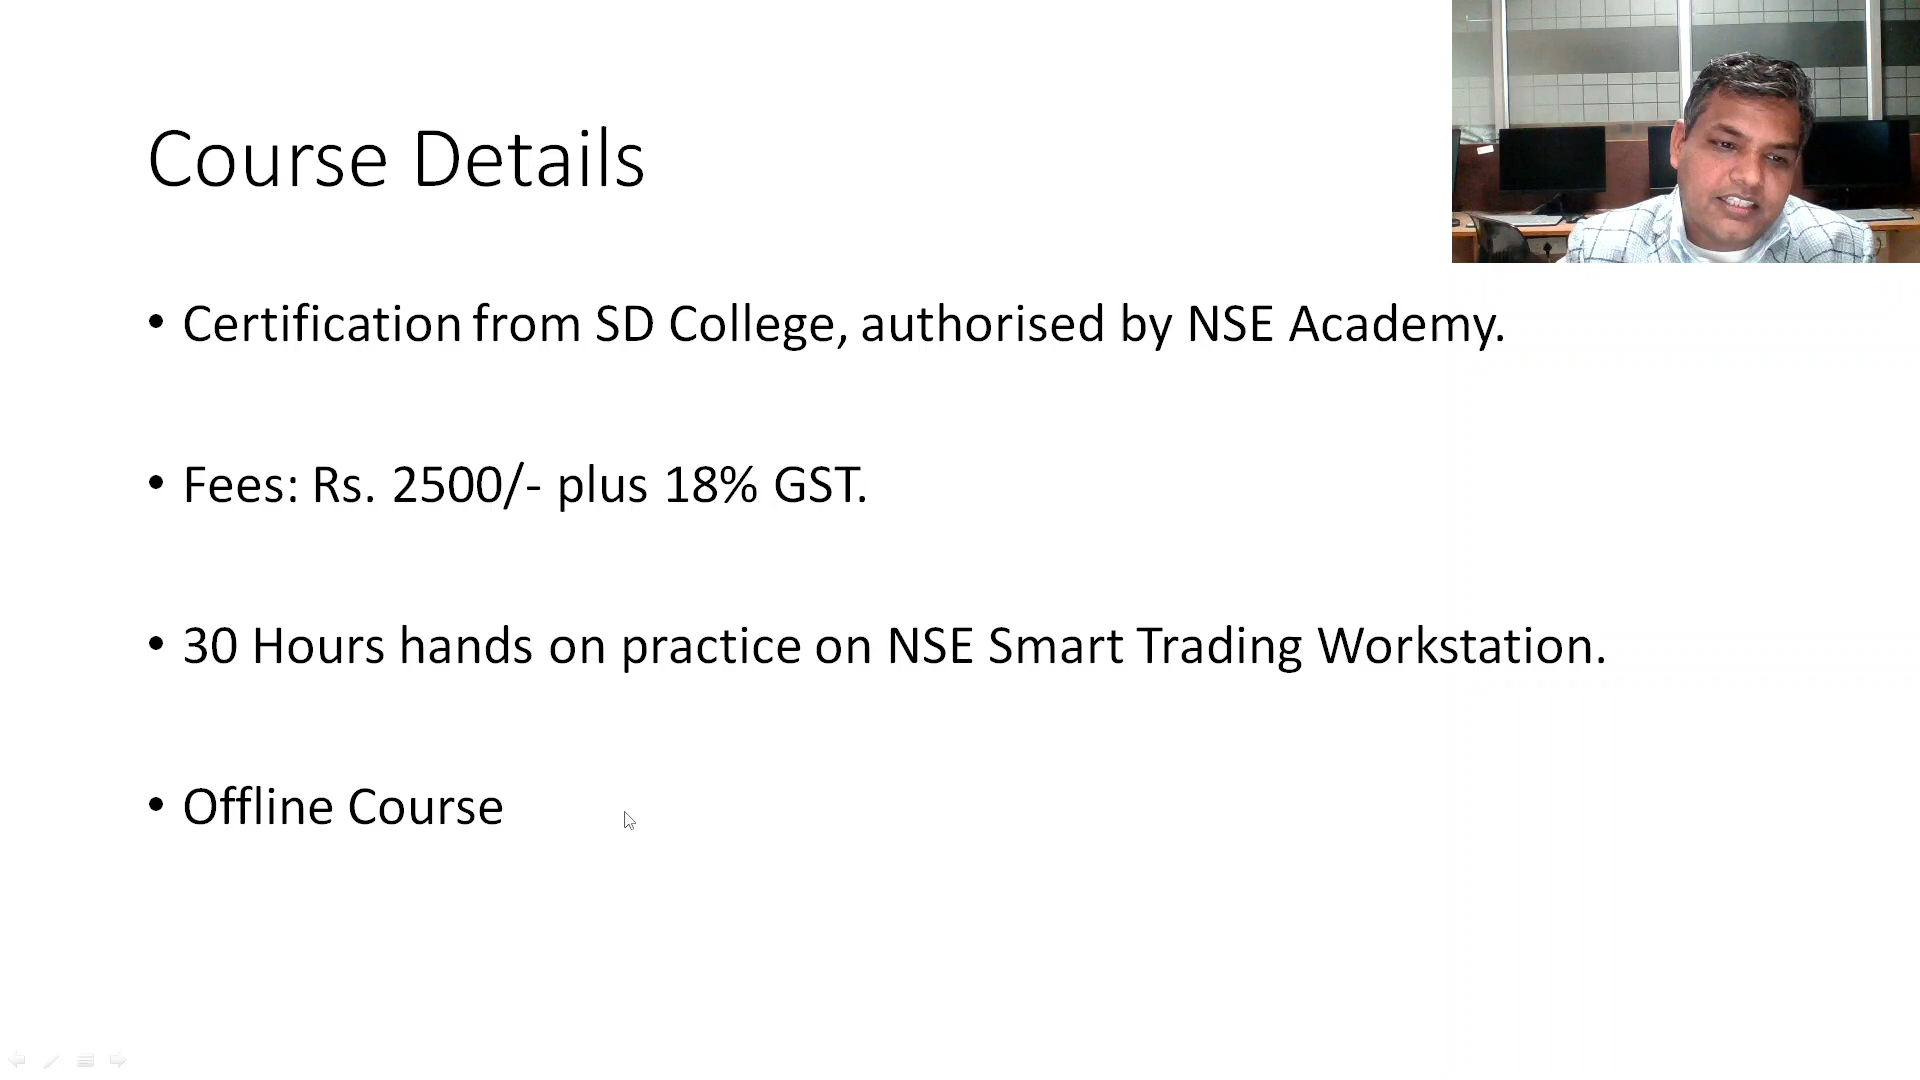 Course Details
• Certification from SD College, authorised by NSE Academy.
• Fees: Rs. 2500/- plus 18% GST.
• 30 Hours hands on practice on NSE Smart Trading Workstation.
• Offline Course